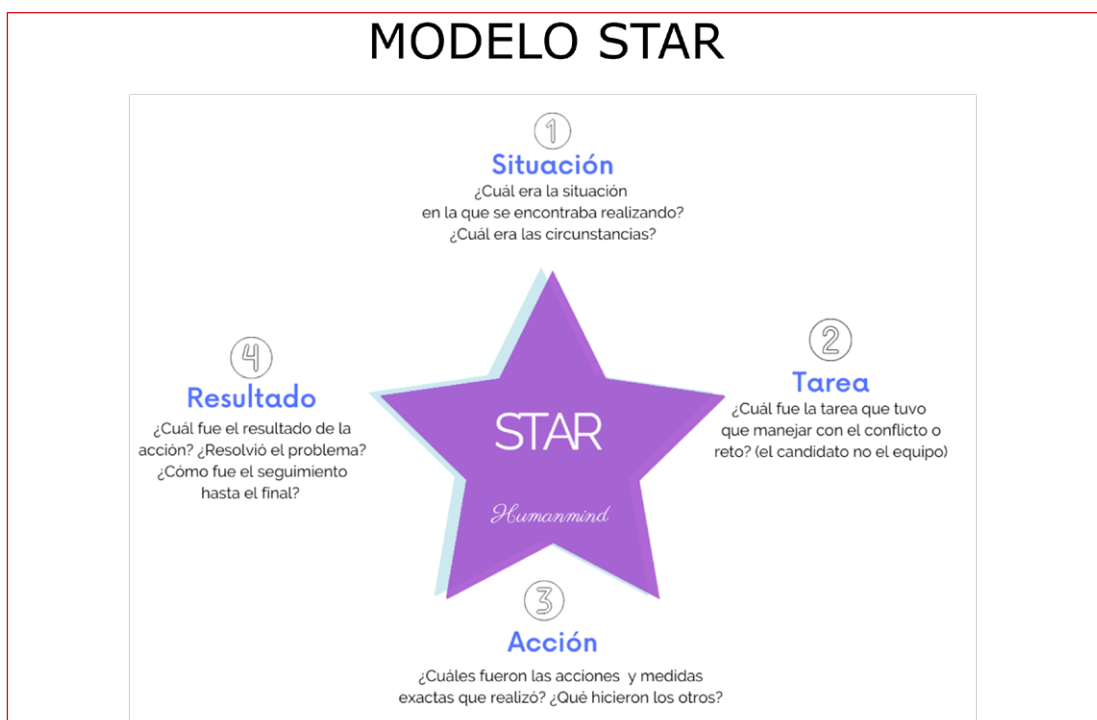 MODELO STAR
1
Situación
¿Cuál era la situación
en la que se encontraba realizando?
¿Cuál era las circunstancias?
2
Tarea
¿Cuál fue la tarea que tuvo
que manejar con el conflicto o
reto? (el candidato no el equipo)
4
Resultado
¿Cuál fue el resultado de la
acción? ¿Resolvió el problema?
¿Cómo fue el seguimiento
hasta el final?
STAR
Humanmind
3
Acción
¿Cuáles fueron las acciones y medidas
exactas que realizó? ¿Qué hicieron los otros?